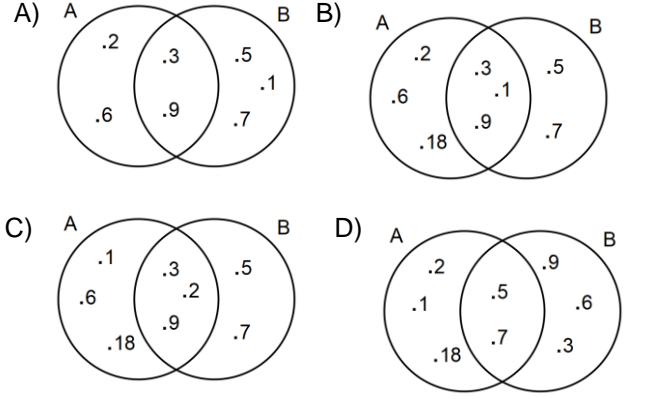 A) A B
.2 .3 .5 .1
.6 .9 .7
B) A B
.2 .3 .5
.6 .1
.9 .7
.18
C) A B
.1 .3 .5
.6 .2
.9 .7
.18
D) A B
.2 .9
.1 .5 .6
.7 .3
.18